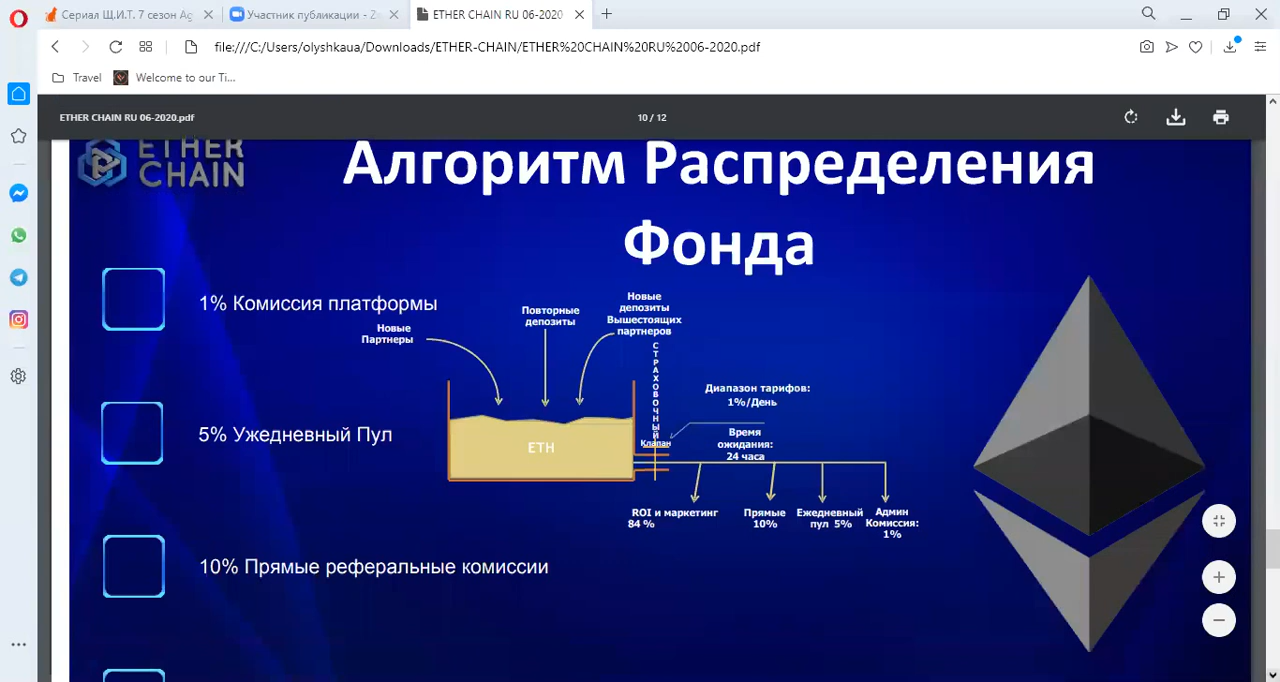 Сериал Щ.И.Т. 7 сезон Ag
Участник публикации - Zo
ETHER CHAIN RU 06-2020
file:///C:/Users/olyshkaua/Downloads/ETHER-CHAIN/ETHER%20CHAIN%20RU%2006-2020.pdf
Travel
Welcome to our Ti...
ETHER CHAIN RU 06-2020.pdf
10 / 12
ETHER
CHAIN
Алгоритм Распределения
Фонда
1% Комиссия платформы
5% Ужедневный Пул
10% Прямые реферальные комиссии
Новые
Партнеры
Повторные
депозиты
Новые
депозиты
Вышестоящих
партнеров
СТРАХОВОЧНЫЙ
Клапан
ETH
Диапазон тарифов:
1%/День
Время
ожидания:
24 часа
ROI и маркетинг
84 %
Прямые
10%
Ежедневный
пул 5%
Админ
Комиссия:
1%